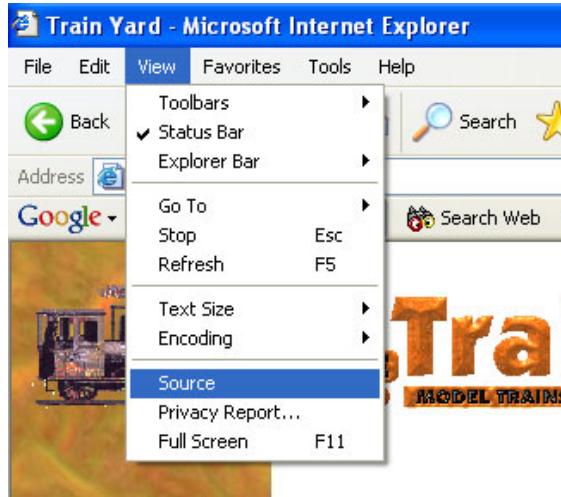 Train Yard - Microsoft Internet Explorer
File Edit View Favorites Tools Help
Back Search
Toolbars
Status Bar
Explorer Bar
Address
Go To
Google Search Web
Stop Esc
Refresh F5
Text Size
Encoding
Trai
Source
MODEL TRAINS
Privacy Report...
Full Screen F11